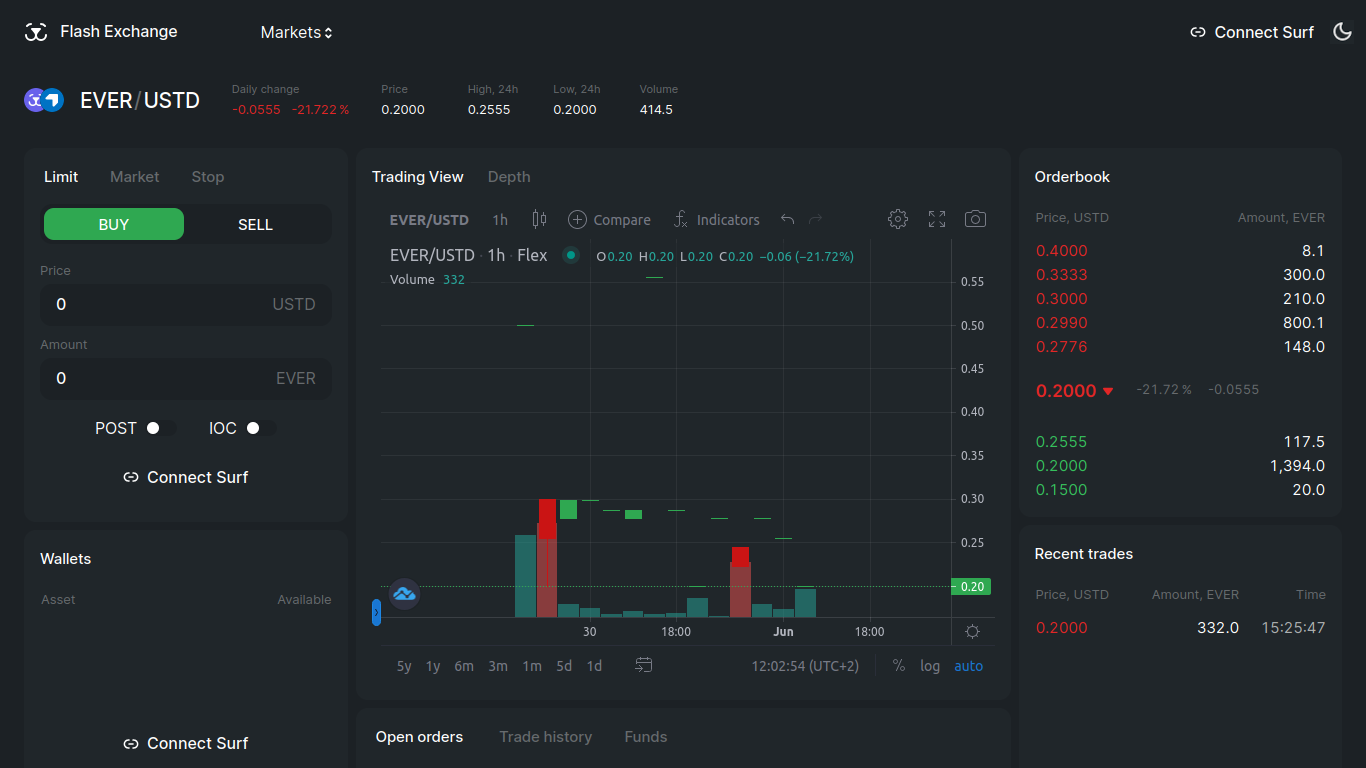 Flash Exchange
Markets
Connect Surf
EVER/USTD
Daily change
-0.0555 -21.722 %
Price
0.2000
High, 24h
0.2555
Low, 24h
0.2000
Volume
414.5
Limit Market Stop
BUY SELL
Price
0 USTD
Amount
0 EVER
POST IOC
Connect Surf
Wallets
Asset Available
Connect Surf
Trading View Depth
EVER/USTD 1h Compare Indicators
EVER/USTD · 1h · Flex O0.20 H0.20 L0.20 C0.20 −0.06 (−21.72%)
Volume 332
0.55
0.50
0.45
0.40
0.35
0.30
0.25
0.20
30 18:00 Jun 18:00
5y 1y 6m 3m 1m 5d 1d 12:02:54 (UTC+2) % log auto
Open orders Trade history Funds
Orderbook
Price, USTD Amount, EVER
0.4000 8.1
0.3333 300.0
0.3000 210.0
0.2990 800.1
0.2776 148.0
0.2000 -21.72 % -0.0555
0.2555 117.5
0.2000 1,394.0
0.1500 20.0
Recent trades
Price, USTD Amount, EVER Time
0.2000 332.0 15:25:47